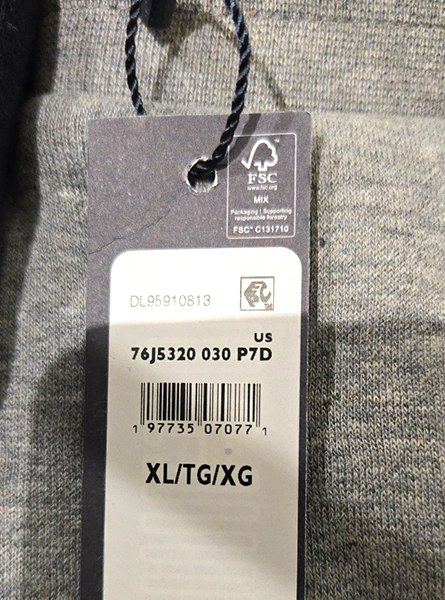 FSC
www.fsc.org
MIX
Packaging | Supporting
responsible forestry
FSC® C131710
DL95910813
US
76J5320 030 P7D
1 97735 07077 1
XL/TG/XG